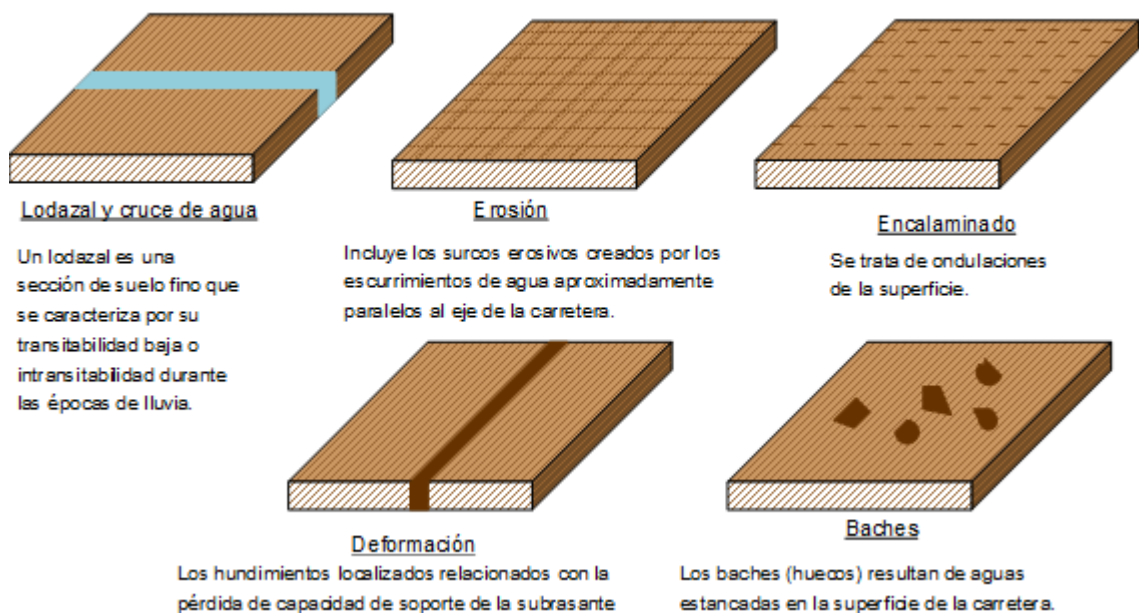 Lodazal y cruce de agua
Un lodazal es una
sección de suelo fino que
se caracteriza por su
transitabilidad baja o
intransitabilidad durante
las épocas de lluvia.
Erosión
Incluye los surcos erosivos creados por los
escurrimientos de agua aproximadamente
paralelos al eje de la carretera.
Encalaminado
Se trata de ondulaciones
de la superficie.
Deformación
Los hundimientos localizados relacionados con la
pérdida de capacidad de soporte de la subrasante
Baches
Los baches (huecos) resultan de aguas
estancadas en la superficie de la carretera.